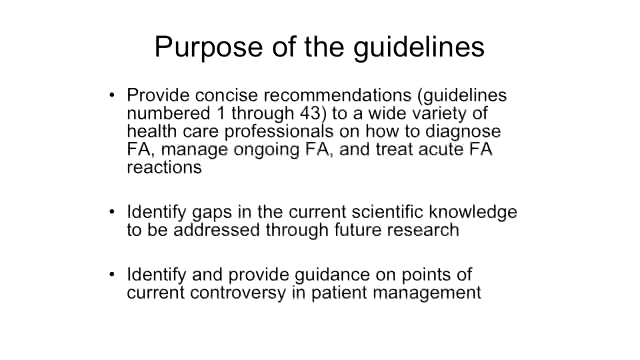 Purpose of the guidelines
• Provide concise recommendations (guidelines
numbered 1 through 43) to a wide variety of
health care professionals on how to diagnose
FA, manage ongoing FA, and treat acute FA
reactions
• Identify gaps in the current scientific knowledge
to be addressed through future research
• Identify and provide guidance on points of
current controversy in patient management